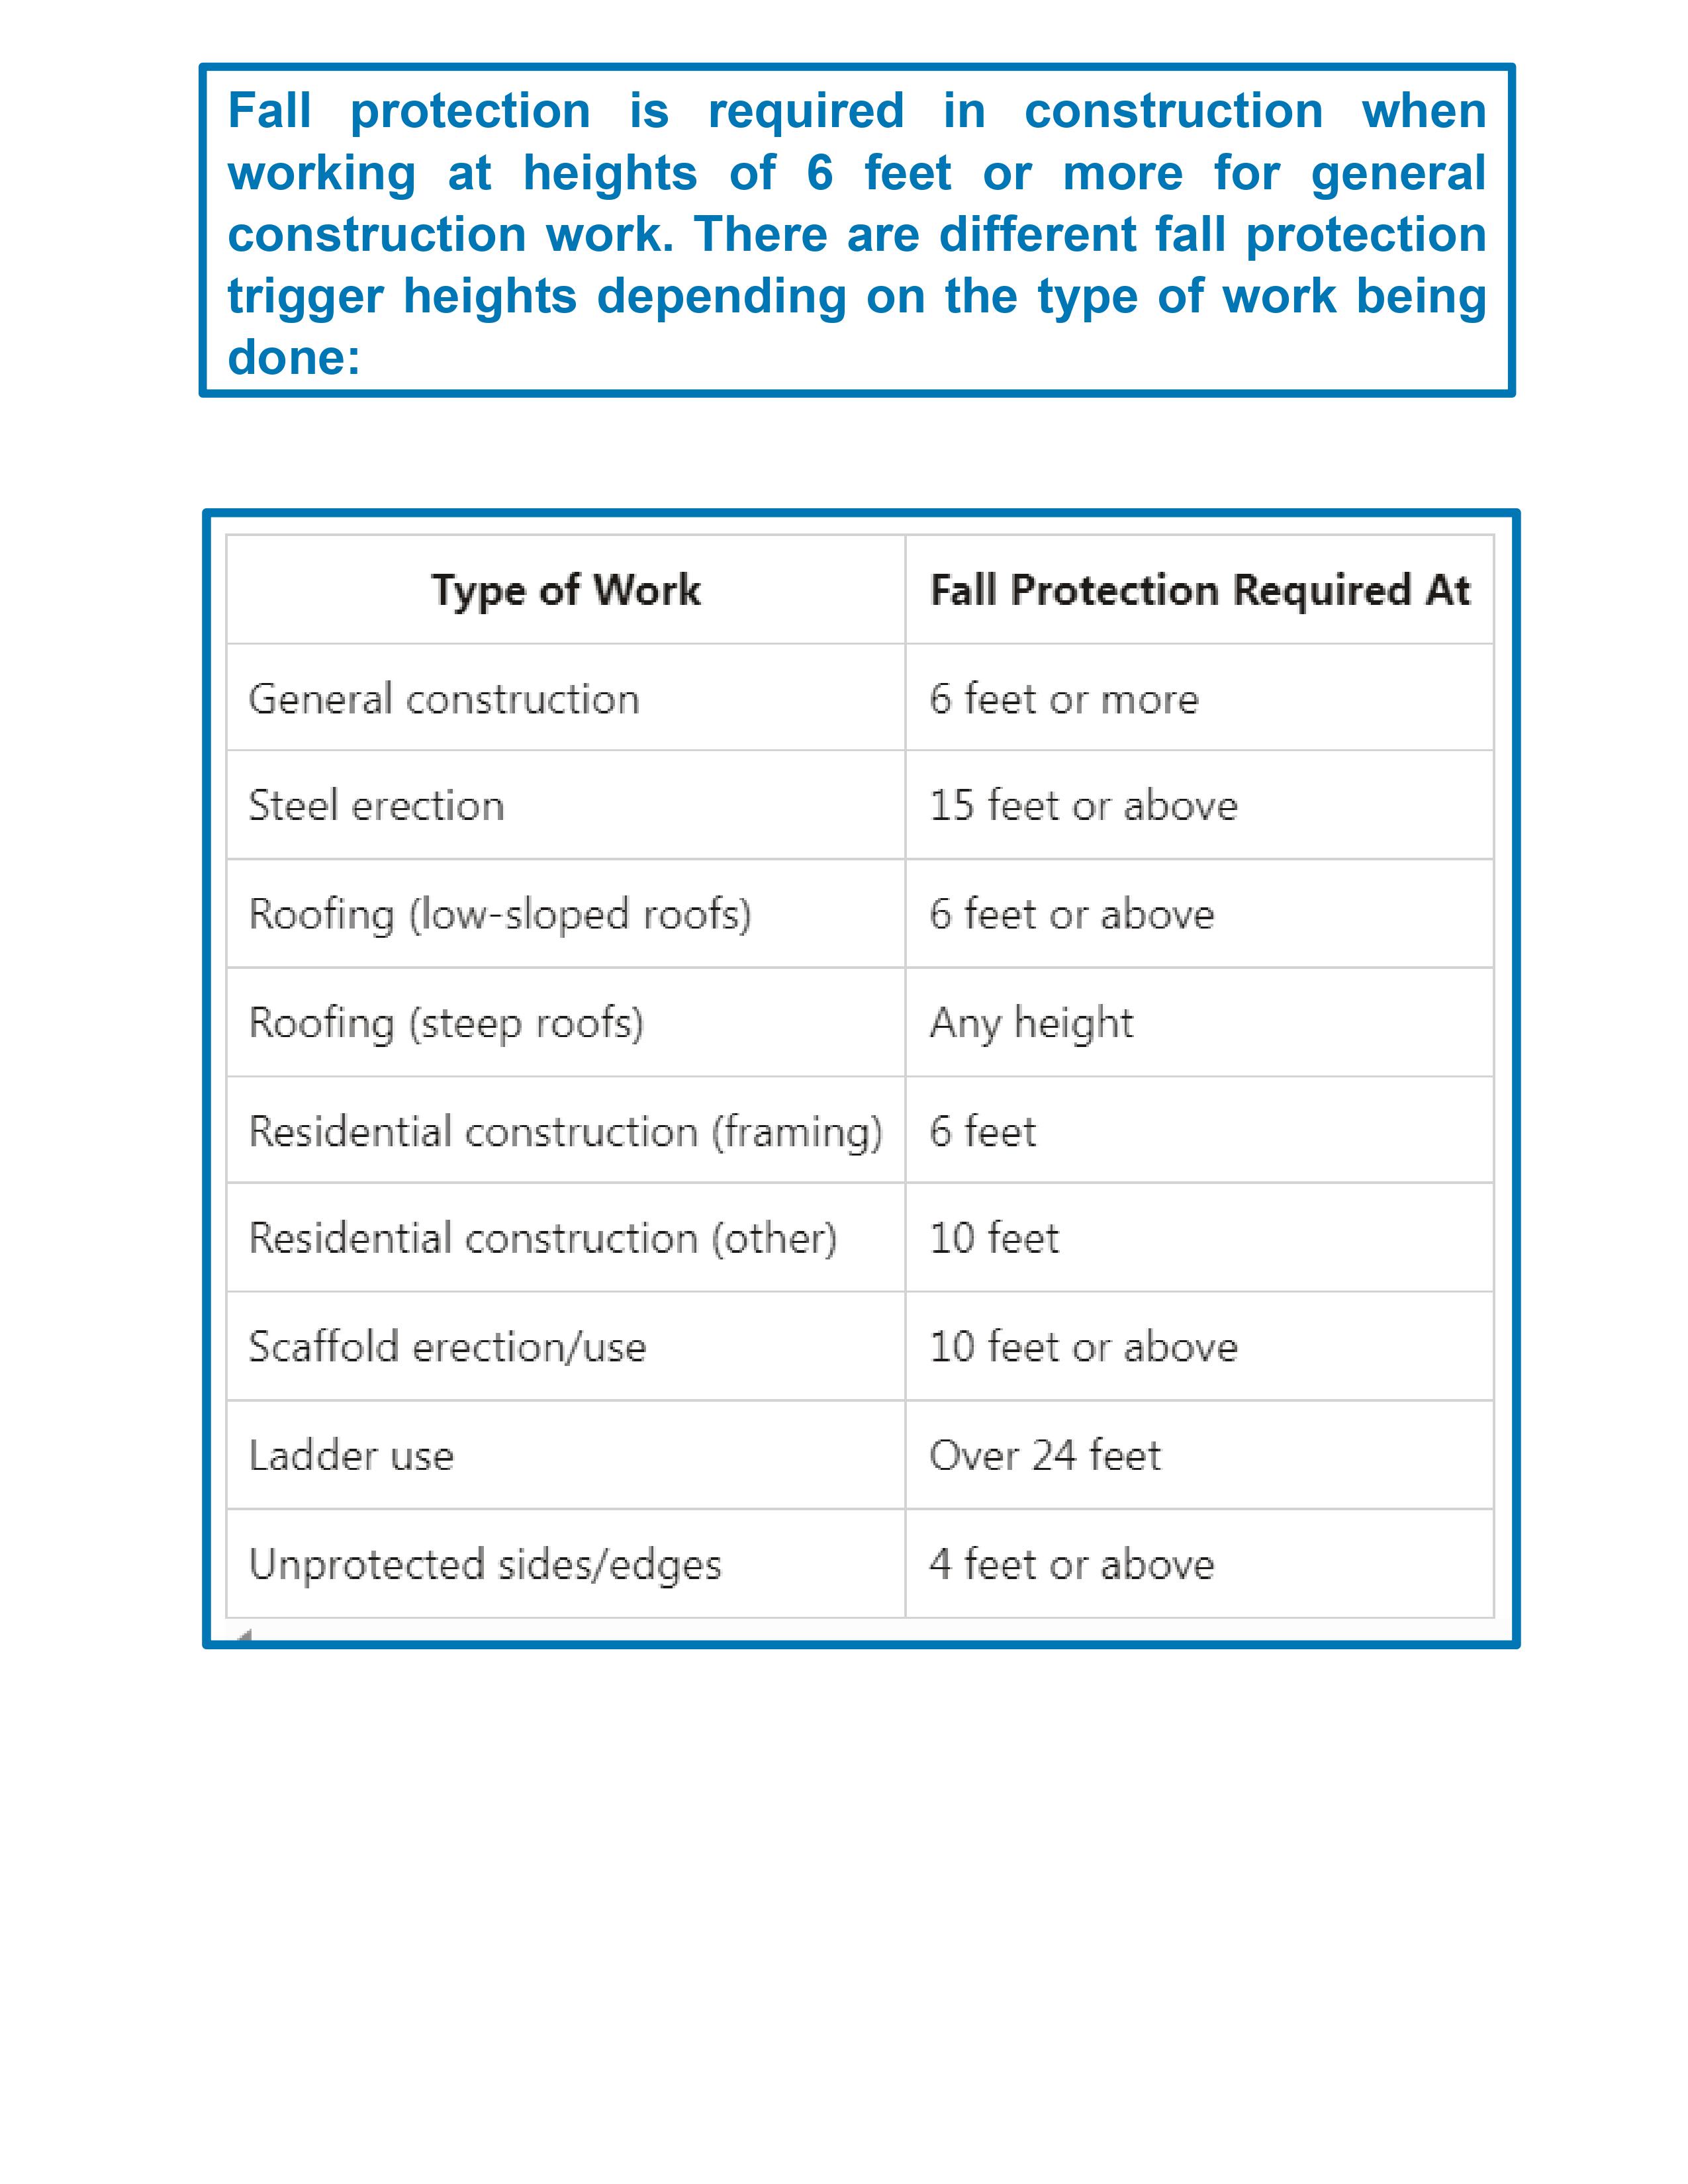 Fall protection is required in construction when
working at heights of 6 feet or more for general
construction work. There are different fall protection
trigger heights depending on the type of work being
done:
Type of Work Fall Protection Required At
General construction 6 feet or more
Steel erection 15 feet or above
Roofing (low-sloped roofs) 6 feet or above
Roofing (steep roofs) Any height
Residential construction (framing) 6 feet
Residential construction (other) 10 feet
Scaffold erection/use 10 feet or above
Ladder use Over 24 feet
Unprotected sides/edges 4 feet or above